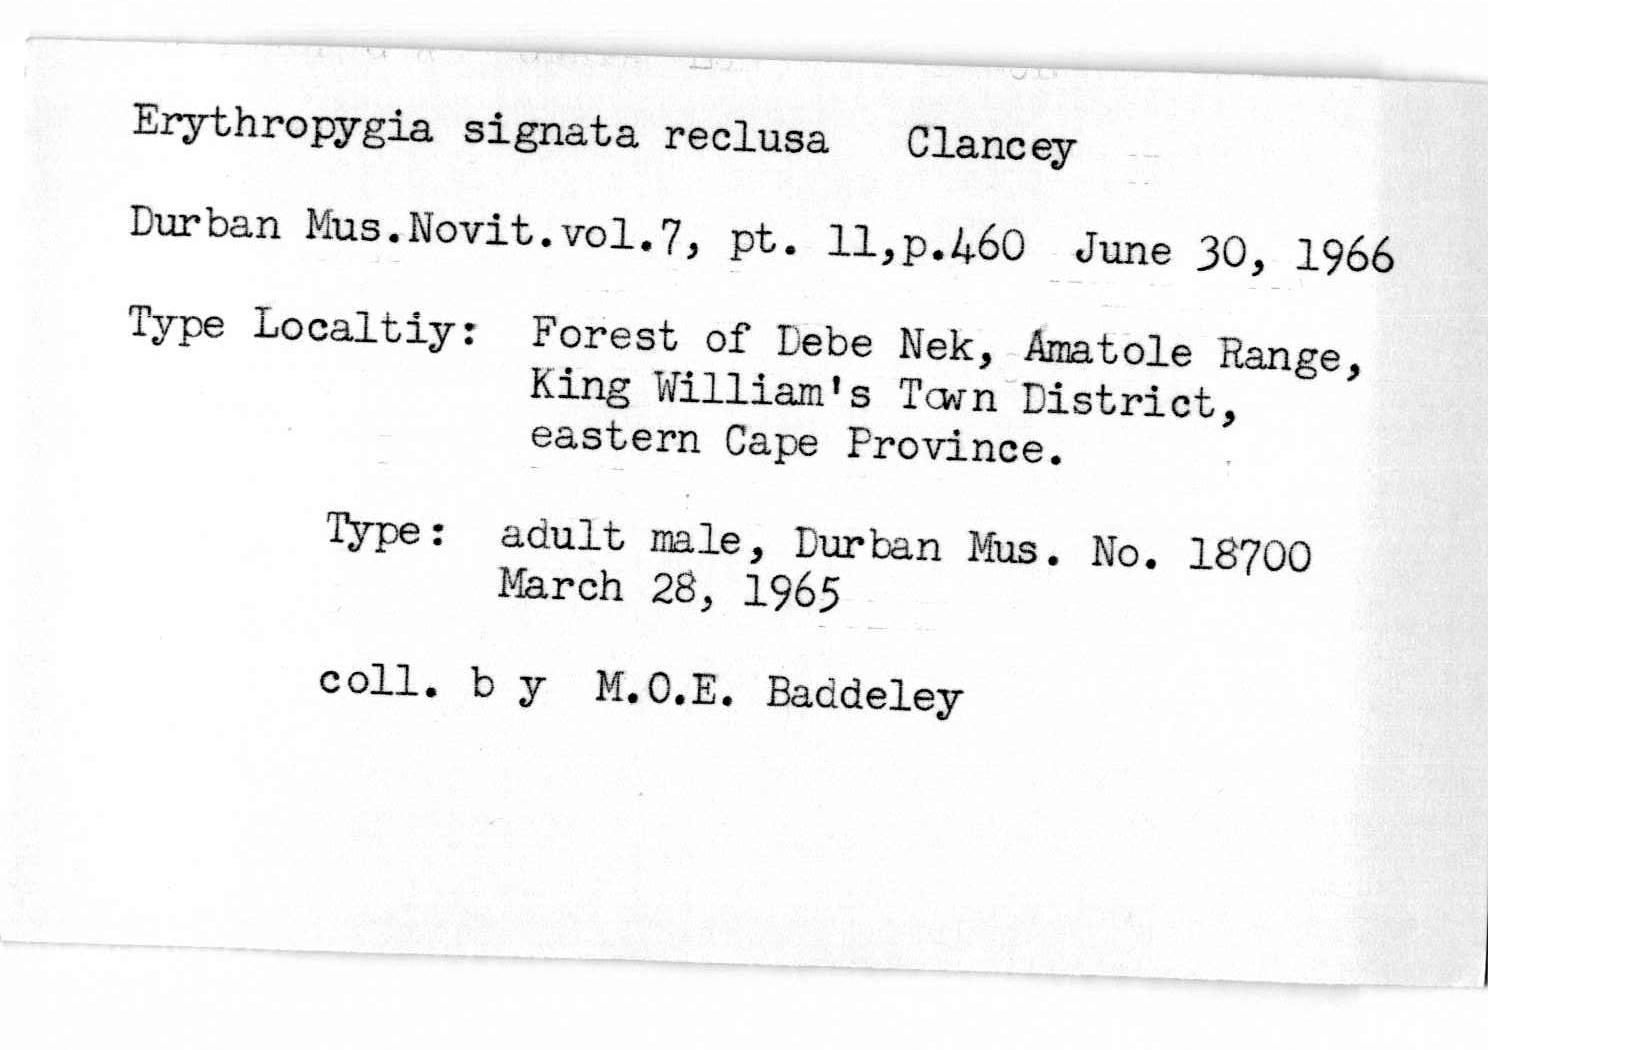 Erythropygia signata reclusa Clancey
Durban Mus.Novit.vol.7, pt. 11,p.460 June 30, 1966
Type Localtiy: Forest of Debe Nek, Amatole Range,
King William's Town District,
eastern Cape Province.
Type: adult male, Durban Mus. No. 18700
March 28, 1965
coll. b y M.O.E. Baddeley